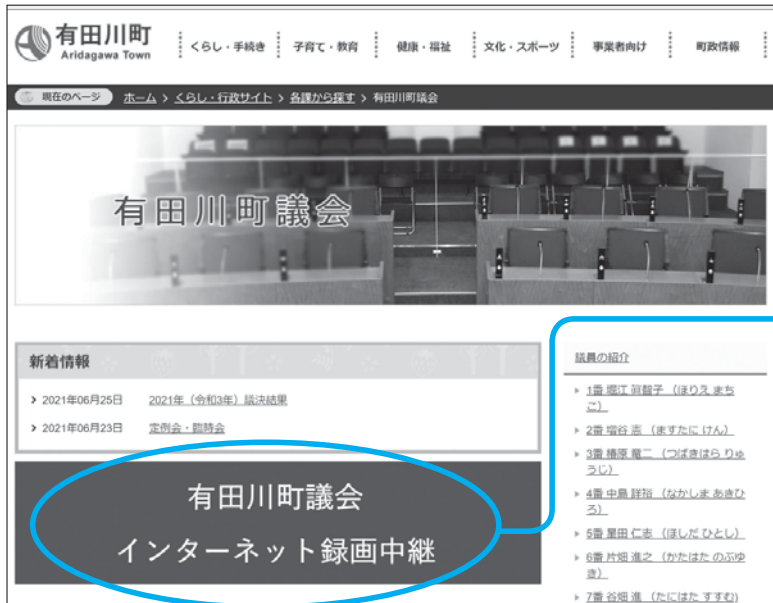 有田川町
Aridagawa Town
くらし・手続き
子育て・教育
健康・福祉
文化・スポーツ
事業者向け
町政情報
現在のページ
ホーム > くらし・行政サイト > 各課から探す > 有田川町議会
有田川町議会
新着情報
2021年06月25日 2021年（令和3年）議決結果
2021年06月23日 定例会・臨時会
有田川町議会
インターネット録画中継
議員の紹介
1番 堀江 眞智子 （ほりえ まち
こ）
2番 増谷 憲 （ますたに けん）
3番 椿原 竜二 （つばきはら りゅ
うじ）
4番 中島 詳裕 （なかしま あきひ
ろ）
5番 星田 仁志 （ほしだ ひとし）
6番 片畑 進之 （かたはた のぶゆ
き）
7番 谷畑 進 （たにはた すすむ)